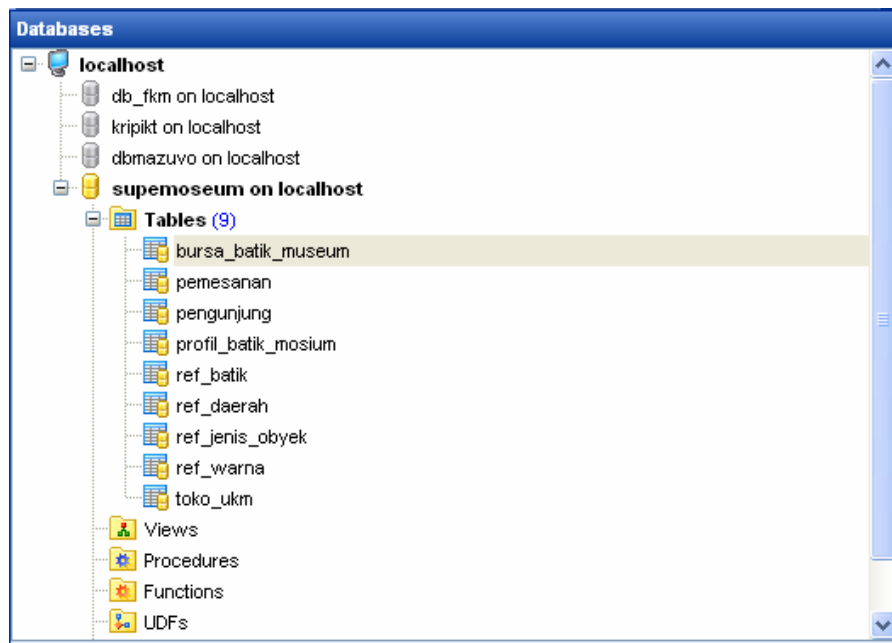 Databases
localhost
db_fkm on localhost
kripikt on localhost
dbmazuvo on localhost
supemoseum on localhost
Tables (9)
bursa_batik_museum
pemesanan
pengunjung
profil_batik_mosium
ref_batik
ref_daerah
ref_jenis_obyek
ref_warna
toko_ukm
Views
Procedures
Functions
UDFs